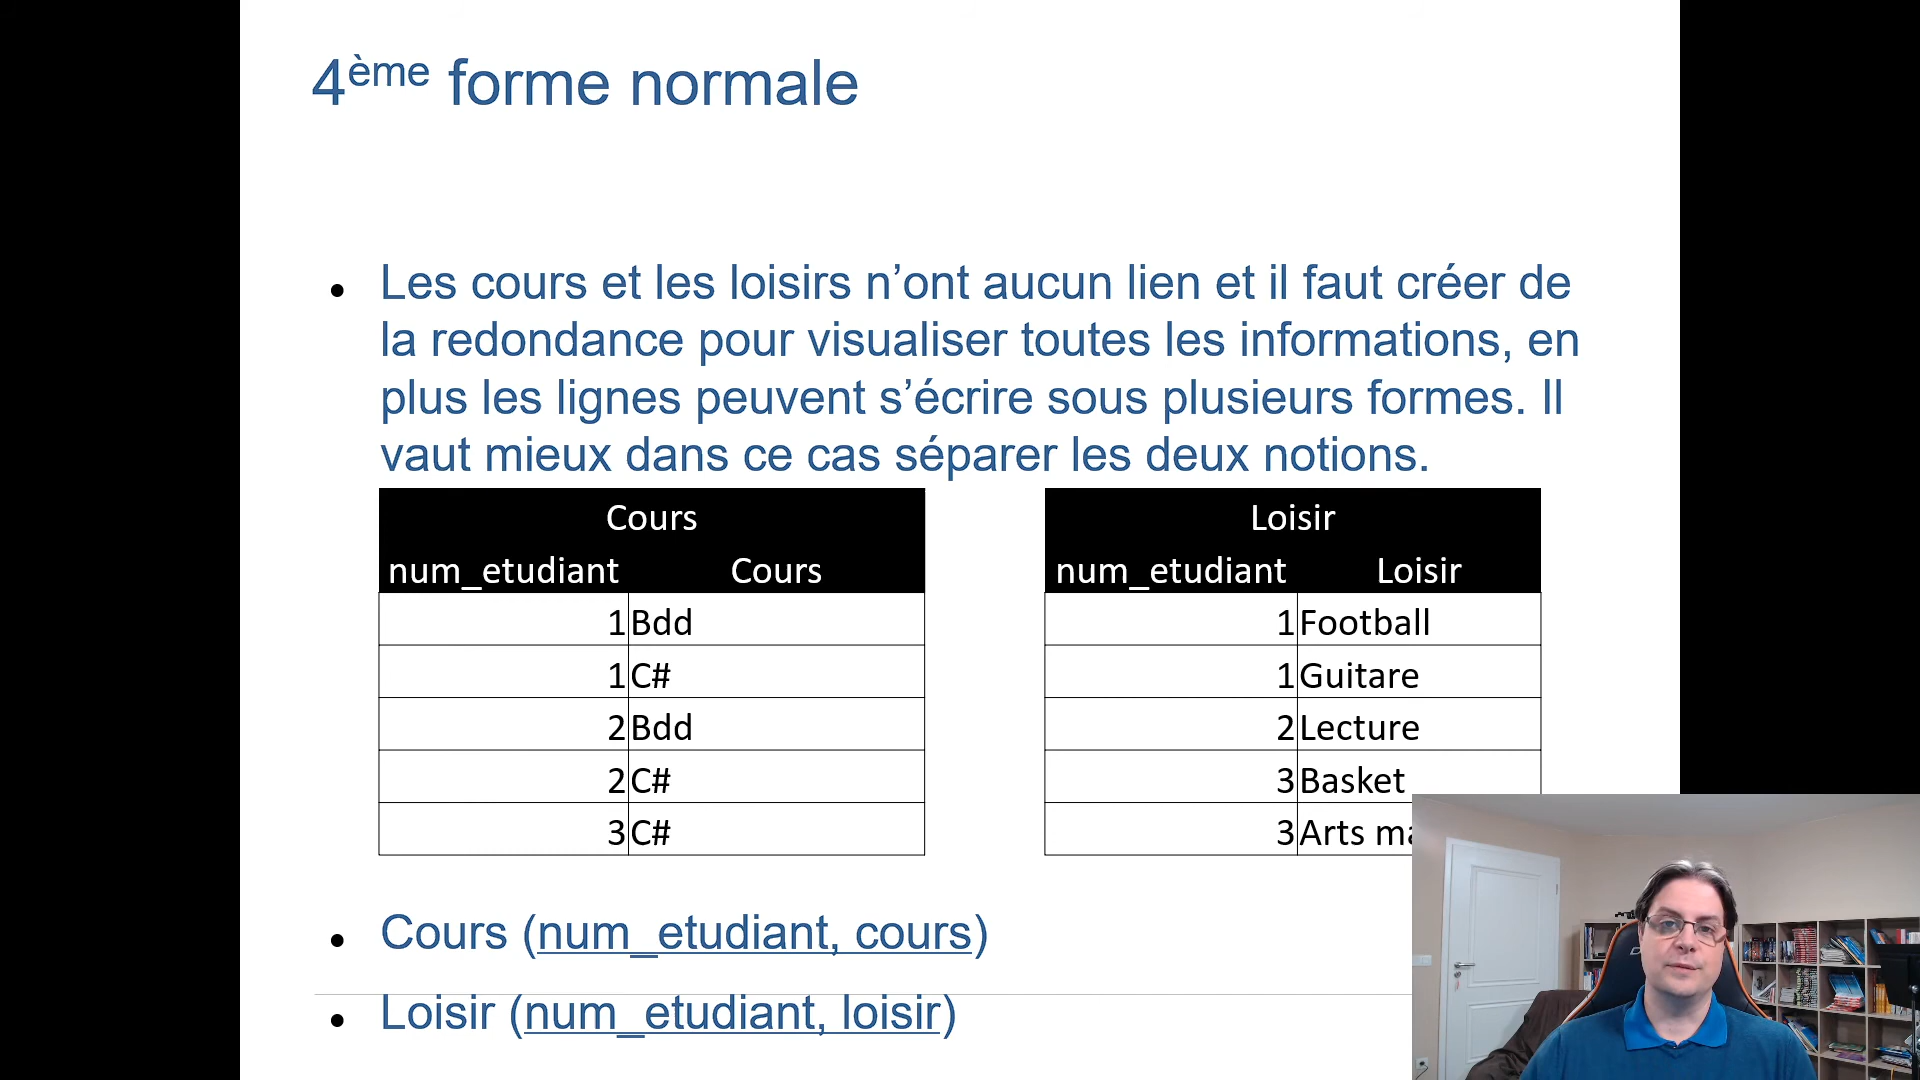 4ème forme normale
Les cours et les loisirs n’ont aucun lien et il faut créer de
la redondance pour visualiser toutes les informations, en
plus les lignes peuvent s’écrire sous plusieurs formes. Il
vaut mieux dans ce cas séparer les deux notions.
Cours
num_etudiant Cours
1 Bdd
1 C#
2 Bdd
2 C#
3 C#
Loisir
num_etudiant Loisir
1 Football
1 Guitare
2 Lecture
3 Basket
3 Arts
Cours (num_etudiant, cours)
Loisir (num_etudiant, loisir)